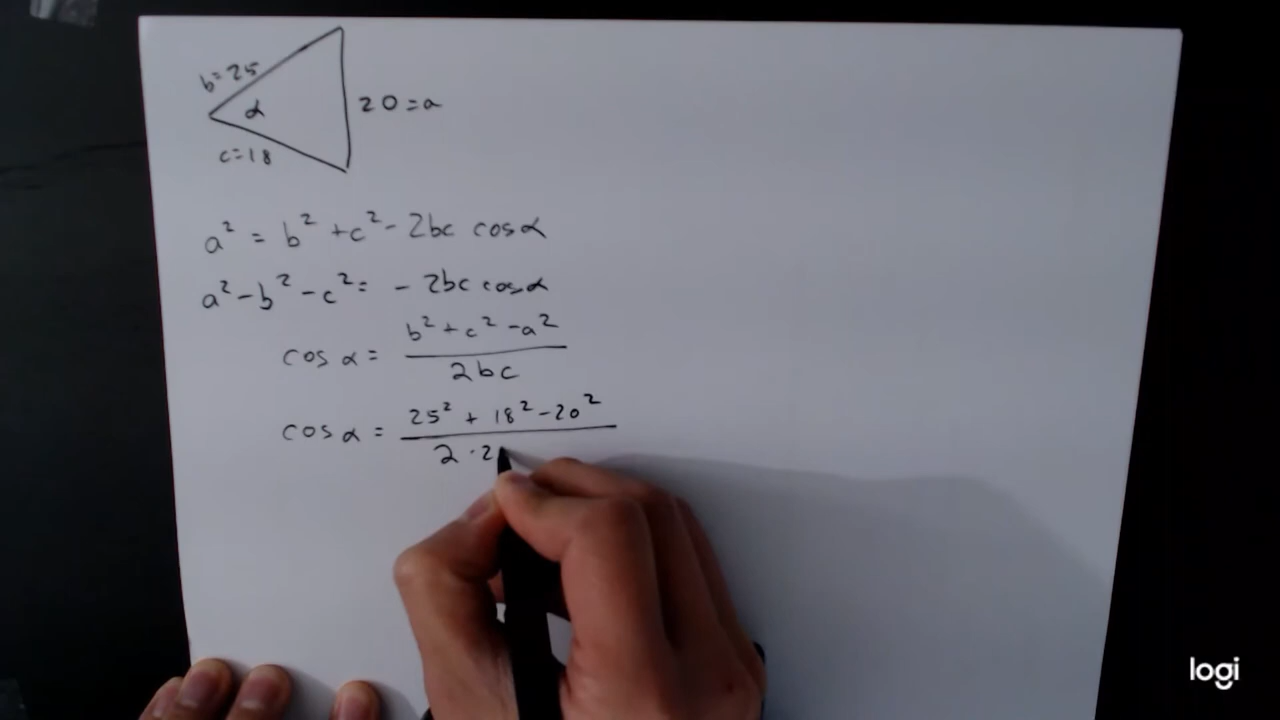 b=25
α
20=a
c=18
a² = b² + c² - 2bc cosα
a² - b² - c² = - 2bc cosα
cos α = (b² + c² - a²) / 2bc
cos α = (25² + 18² - 20²) / 2·2
logi